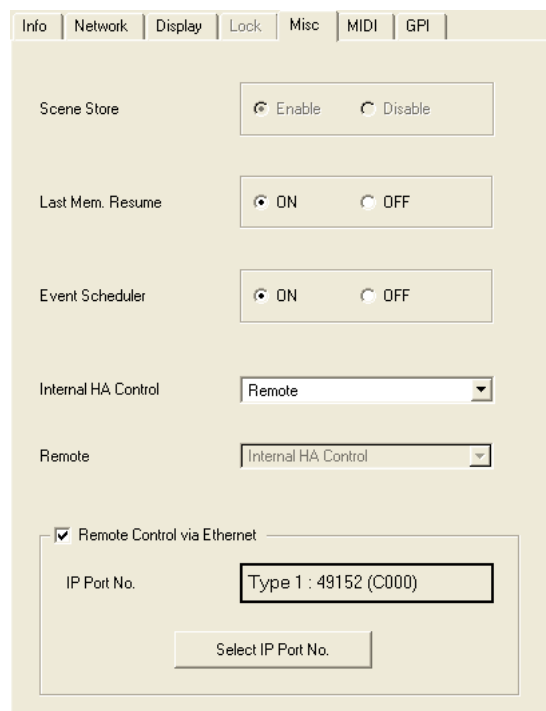 Info Network Display Lock Misc MIDI GPI
Scene Store Enable Disable
Last Mem. Resume ON OFF
Event Scheduler ON OFF
Internal HA Control Remote
Remote Internal HA Control
Remote Control via Ethernet
IP Port No. Type 1 : 49152 (C000)
Select IP Port No.